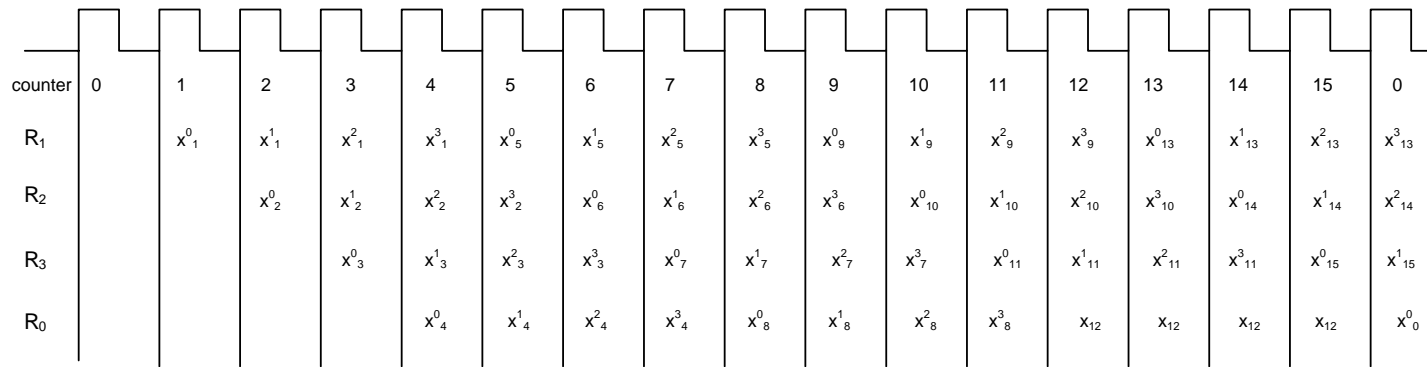 counter 0 1 2 3 4 5 6 7 8 9 10 11 12 13 14 15 0
R₁ x⁰₁ x¹₁ x²₁ x³₁ x⁰₅ x¹₅ x²₅ x³₅ x⁰₉ x¹₉ x²₉ x³₉ x⁰₁₃ x¹₁₃ x²₁₃ x³₁₃
R₂ x⁰₂ x¹₂ x²₂ x³₂ x⁰₆ x¹₆ x²₆ x³₆ x⁰₁₀ x¹₁₀ x²₁₀ x³₁₀ x⁰₁₄ x¹₁₄ x²₁₄
R₃ x⁰₃ x¹₃ x²₃ x³₃ x⁰₇ x¹₇ x²₇ x³₇ x⁰₁₁ x¹₁₁ x²₁₁ x³₁₁ x⁰₁₅ x¹₁₅
R₀ x⁰₄ x¹₄ x²₄ x³₄ x⁰₈ x¹₈ x²₈ x³₈ x₁₂ x₁₂ x₁₂ x₁₂ x⁰₀